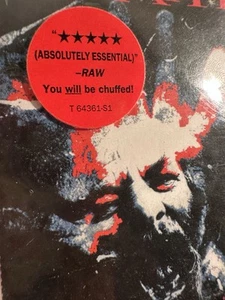 "★★★★★
(ABSOLUTELY ESSENTIAL)"
–RAW
You will be chuffed!
T 64361-S1